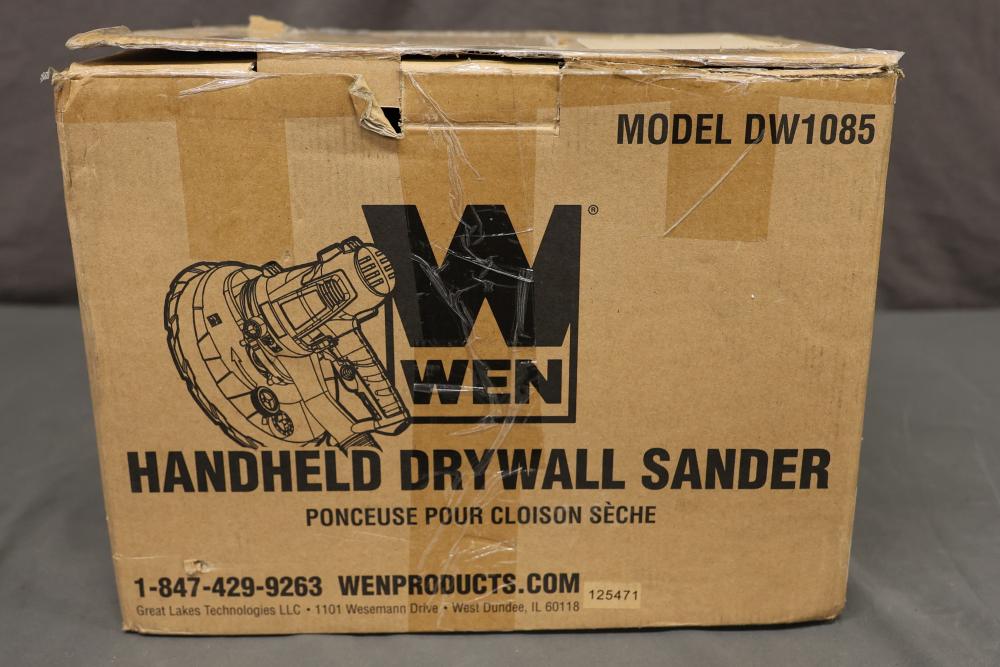 MODEL DW1085
W®
WEN
HANDHELD DRYWALL SANDER
PONCEUSE POUR CLOISON SÈCHE
1-847-429-9263 WENPRODUCTS.COM
125471
Great Lakes Technologies LLC • 1101 Wesemann Drive • West Dundee, IL 60118